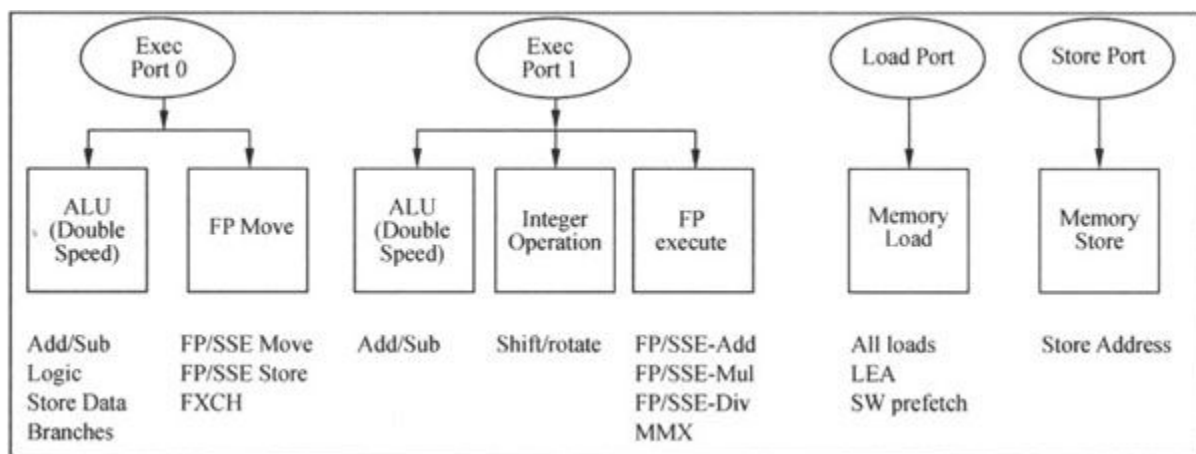 Exec
Port 0
Exec
Port 1
Load Port
Store Port
ALU
(Double
Speed)
FP Move
ALU
(Double
Speed)
Integer
Operation
FP
execute
Memory
Load
Memory
Store
Add/Sub
Logic
Store Data
Branches
FP/SSE Move
FP/SSE Store
FXCH
Add/Sub
Shift/rotate
FP/SSE-Add
FP/SSE-Mul
FP/SSE-Div
MMX
All loads
LEA
SW prefetch
Store Address